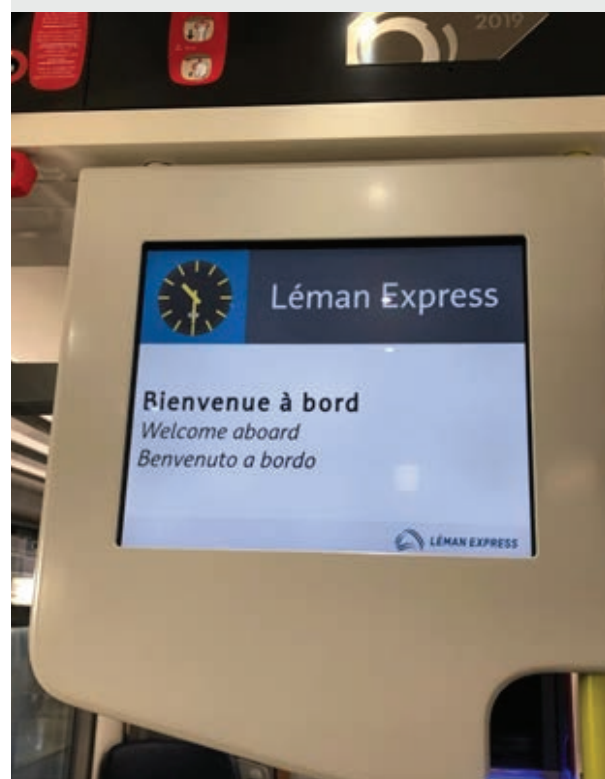 2019
Léman Express
Bienvenue à bord
Welcome aboard
Benvenuto a bordo
LÉMAN EXPRESS